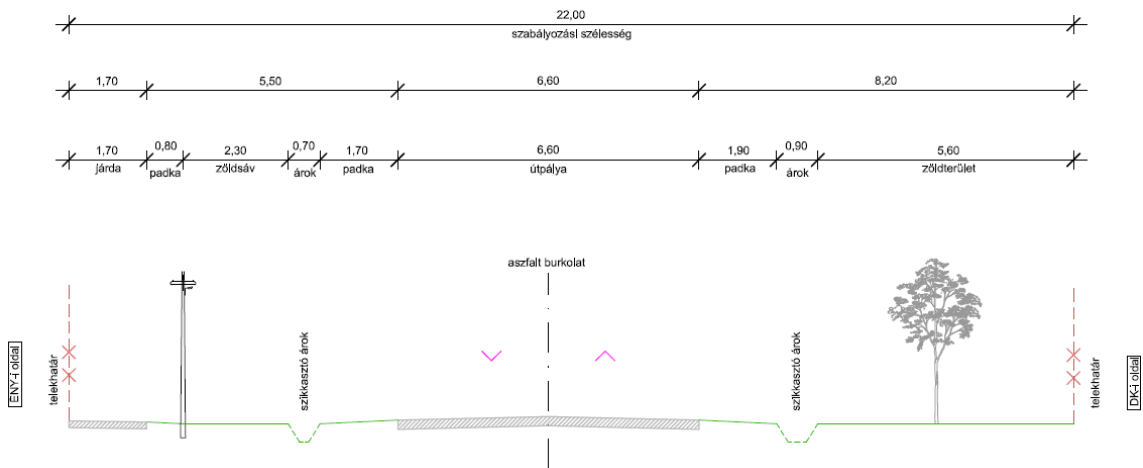 22,00
szabályozási szélesség
1,70
5,50
6,60
8,20
1,70
0,80
2,30
0,70
1,70
6,60
1,90
0,90
5,60
járda
padka
zöldsáv
árok
padka
útpálya
padka
árok
zöldterület
aszfalt burkolat
ÉNY-i oldal
telekhatár
szikkasztó árok
szikkasztó árok
telekhatár
DK-i oldal